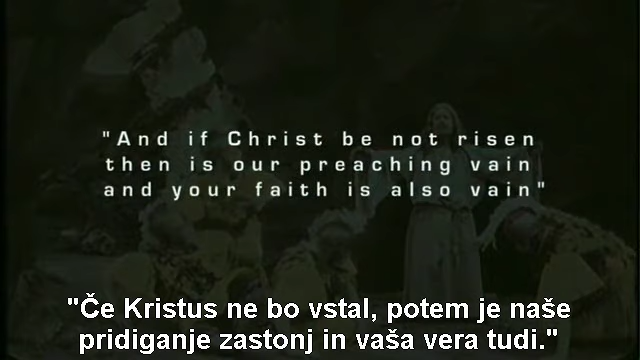 "And if Christ be not risen
then is our preaching vain
and your faith is also vain"
"Če Kristus ne bo vstal, potem je naše
pridiganje zastonj in vaša vera tudi."